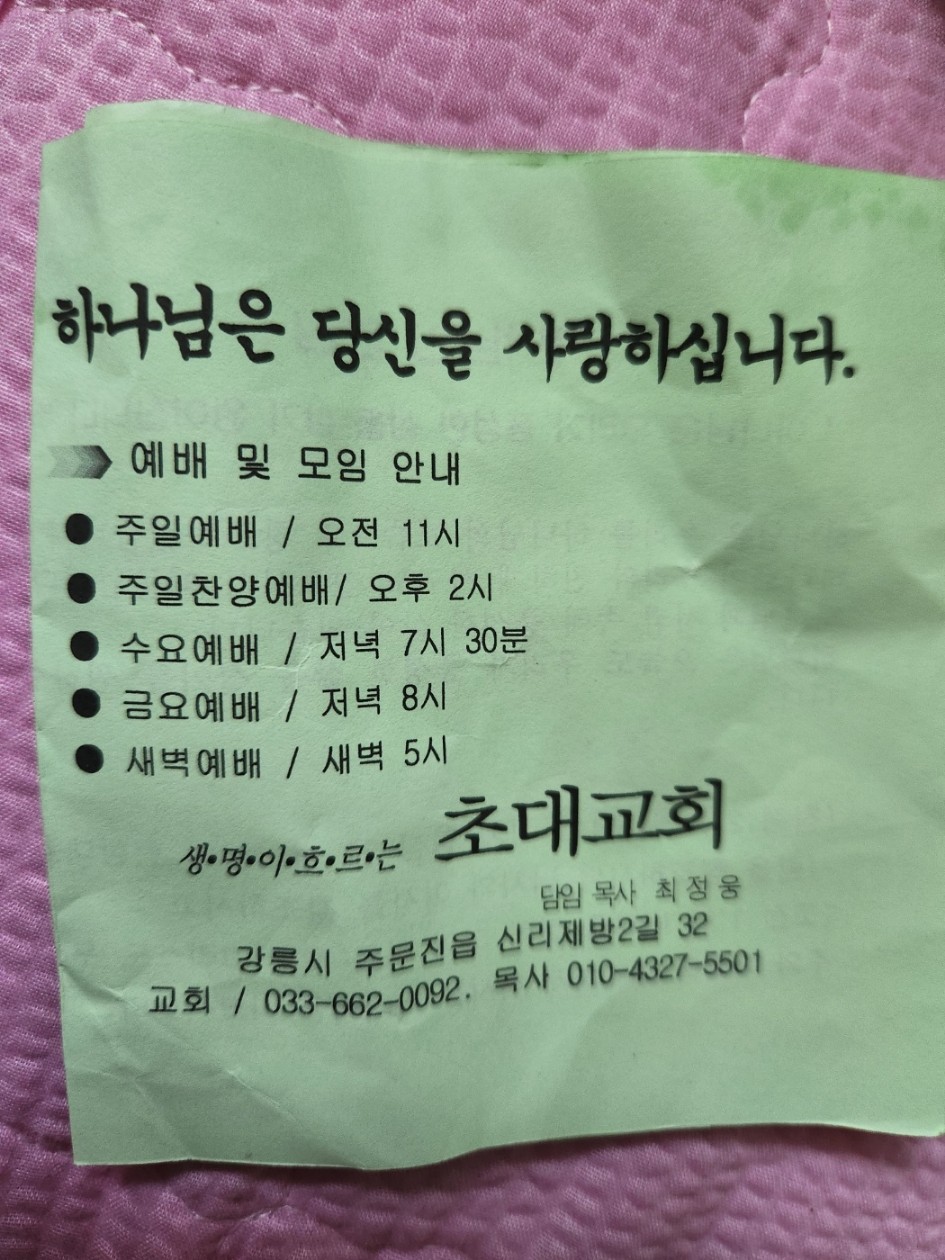 하나님은 당신을 사랑하십니다.
예배 및 모임 안내
● 주일예배 / 오전 11시
● 주일찬양예배/ 오후 2시
● 수요예배 / 저녁 7시 30분
● 금요예배 / 저녁 8시
● 새벽예배 / 새벽 5시
생•명•이•흐•르•는 초대교회
담임 목사 최정웅
강릉시 주문진읍 신리제방2길 32
교회 / 033-662-0092. 목사 010-4327-5501